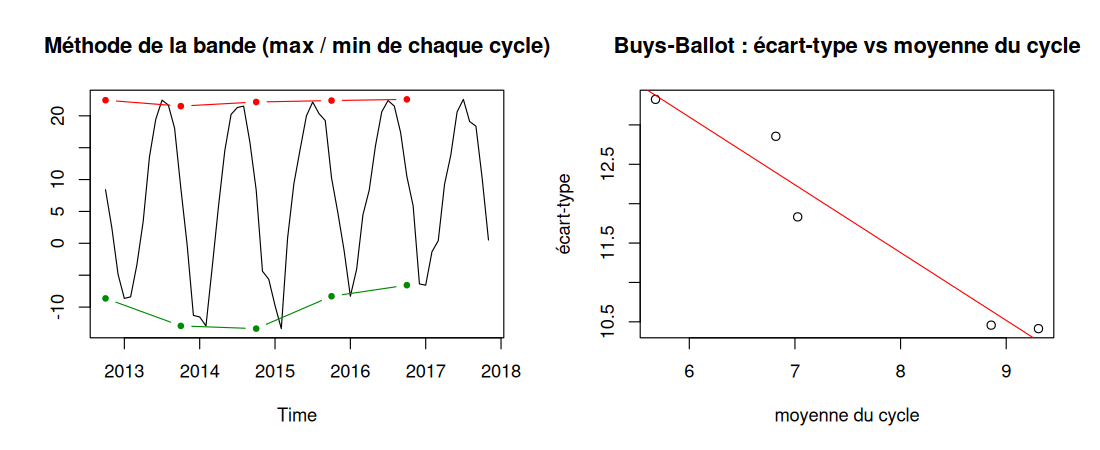 Méthode de la bande (max / min de chaque cycle)
20
10
5
0
-10
2013 2014 2015 2016 2017 2018
Time
Buys-Ballot : écart-type vs moyenne du cycle
écart-type
12.5
11.5
10.5
6 7 8 9
moyenne du cycle